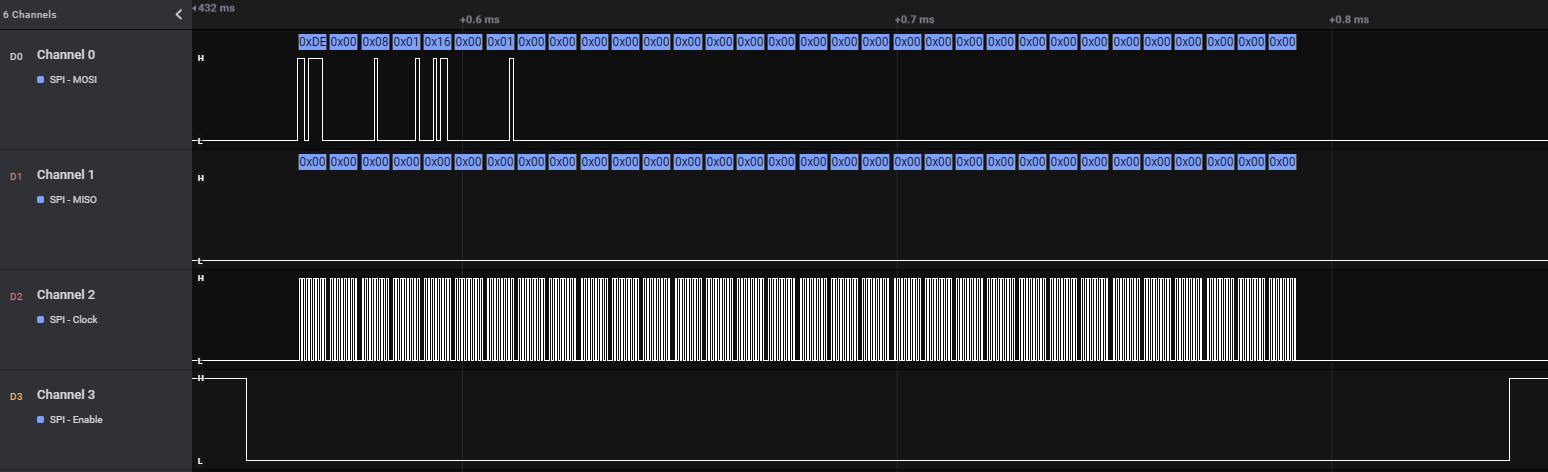 6 Channels
432 ms
+0.6 ms +0.7 ms +0.8 ms
D0 Channel 0
SPI - MOSI
0xDE 0x00 0x08 0x01 0x16 0x00 0x01 0x00 0x00 0x00 0x00 0x00 0x00 0x00 0x00 0x00 0x00 0x00 0x00 0x00 0x00 0x00 0x00 0x00 0x00 0x00 0x00 0x00 0x00 0x00 0x00 0x00
H
L
D1 Channel 1
SPI - MISO
0x00 0x00 0x00 0x00 0x00 0x00 0x00 0x00 0x00 0x00 0x00 0x00 0x00 0x00 0x00 0x00 0x00 0x00 0x00 0x00 0x00 0x00 0x00 0x00 0x00 0x00 0x00 0x00 0x00 0x00 0x00 0x00
H
L
D2 Channel 2
SPI - Clock
H
L
D3 Channel 3
SPI - Enable
H
L